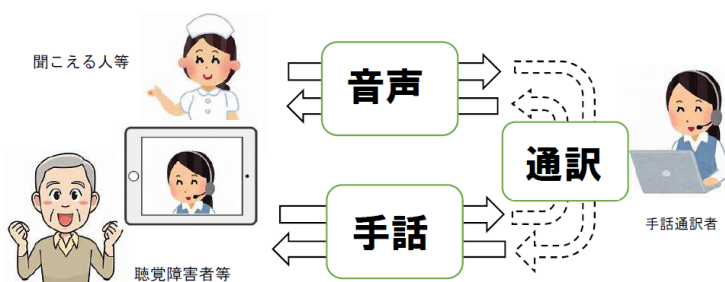 聞こえる人等
音声
通訳
手話通訳者
手話
聴覚障害者等